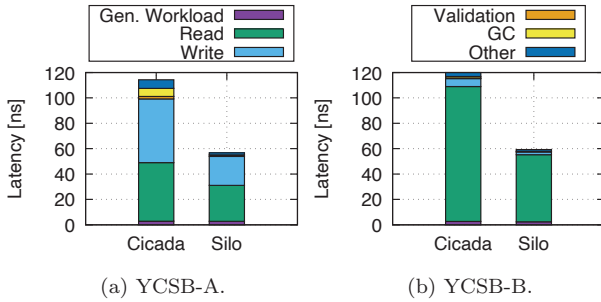 Gen. Workload
Read
Write
Latency [ns]
120
100
80
60
40
20
0
Cicada Silo
(a) YCSB-A.
Validation
GC
Other
Latency [ns]
120
100
80
60
40
20
0
Cicada Silo
(b) YCSB-B.